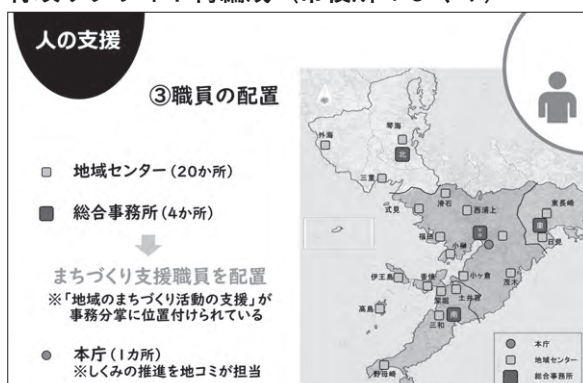 人の支援
③職員の配置
地域センター(20か所)
総合事務所(4か所)
まちづくり支援職員を配置
※「地域のまちづくり活動の支援」が
事務分掌に位置付けられている
本庁(1カ所)
※しくみの推進を地コミが担当
外海
琴海
北
三重
式見
滑石
西浦上
東長崎
福田
東
日見
小榊
伊王島
香焼
小ヶ倉
茂木
深堀
土井首
高島
三和
南
野母崎
本庁
地域センター
総合事務所